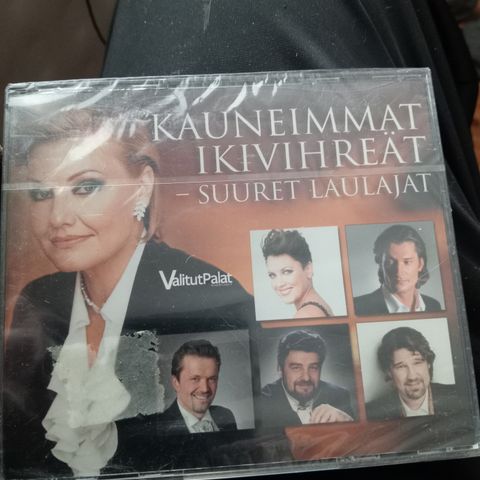 KAUNEIMMAT
IKIVIHREÄT
– SUURET LAULAJAT
ValitutPalat